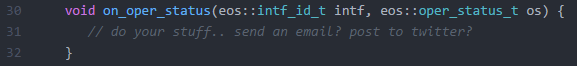 30 void on_oper_status(eos::intf_id_t intf, eos::oper_status_t os) {
31 // do your stuff.. send an email? post to twitter?
32 }